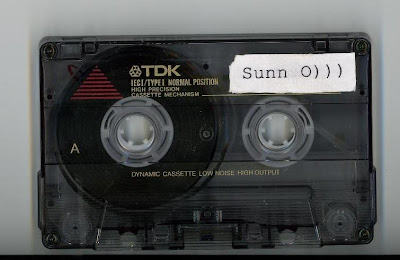 TDK
IECI/TYPE I NORMAL POSITION
HIGH PRECISION
CASSETTE MECHANISM
Sunn O)))
A
DYNAMIC CASSETTE LOW NOISE HIGH OUTPUT